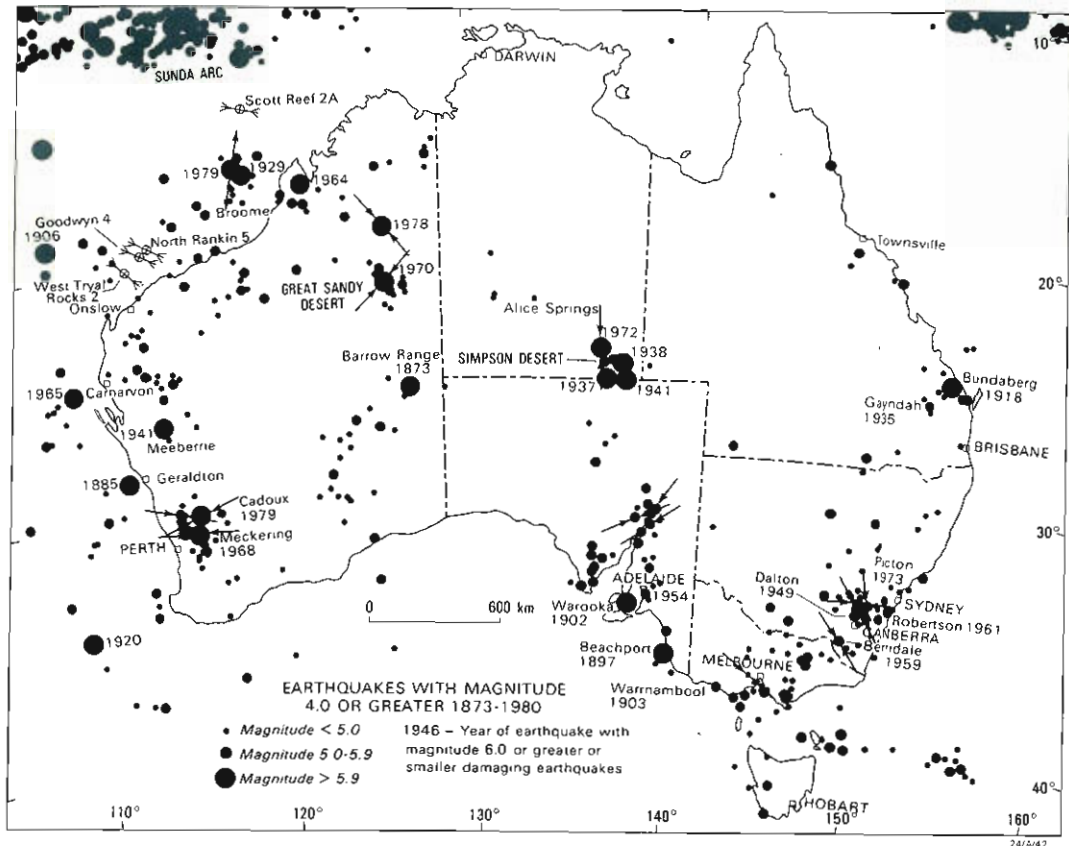 10°
DARWIN
SUNDA ARC
Scott Reef 2A
1979
1929
1964
Broome
Goodwyn 4
1906
North Rankin 5
1978
1970
West Tryal
Rocks 2
Onslow
GREAT SANDY
DESERT
Townsville
20°
Alice Springs
1972
SIMPSON DESERT
1938
1937
1941
Barrow Range
1873
1965
Carnarvon
1941
Meeberrie
Bundaberg
1918
Gayndah
1935
BRISBANE
1885
Geraldton
Cadoux
1979
Meckering
1968
PERTH
30°
0 600 km
ADELAIDE
1954
Warooka
1902
Picton
1973
Dalton
1949
SYDNEY
Robertson 1961
CANBERRA
Berridale
1959
1920
Beachport
1897
MELBOURNE
Warrnambool
1903
EARTHQUAKES WITH MAGNITUDE
4.0 OR GREATER 1873-1980
Magnitude < 5.0
Magnitude 5 0-5.9
Magnitude > 5.9
1946 - Year of earthquake with
magnitude 6.0 or greater or
smaller damaging earthquakes
HOBART
40°
110°
120°
130°
140°
150°
160°
24/A/42